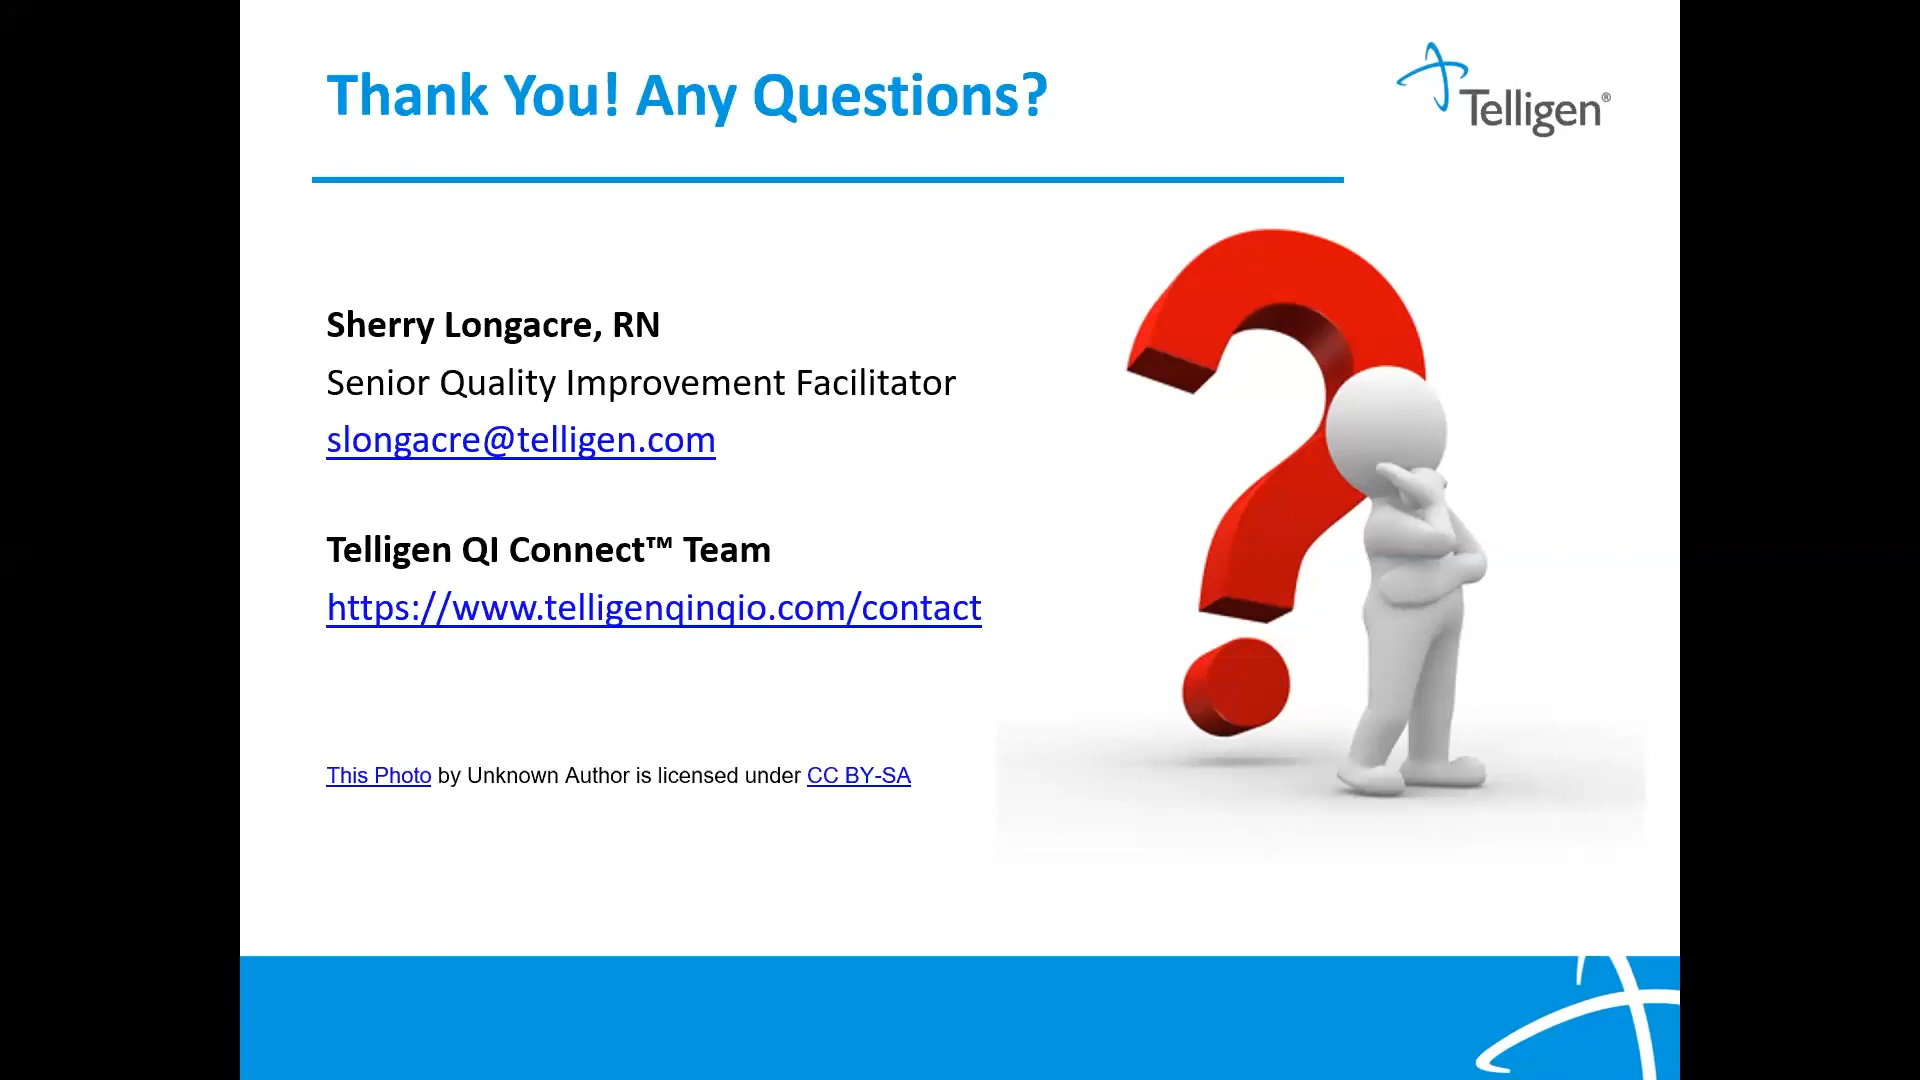 Thank You! Any Questions?
Telligen®
Sherry Longacre, RN
Senior Quality Improvement Facilitator
slongacre@telligen.com
Telligen QI Connect™ Team
https://www.telligenqinqio.com/contact
This Photo by Unknown Author is licensed under CC BY-SA